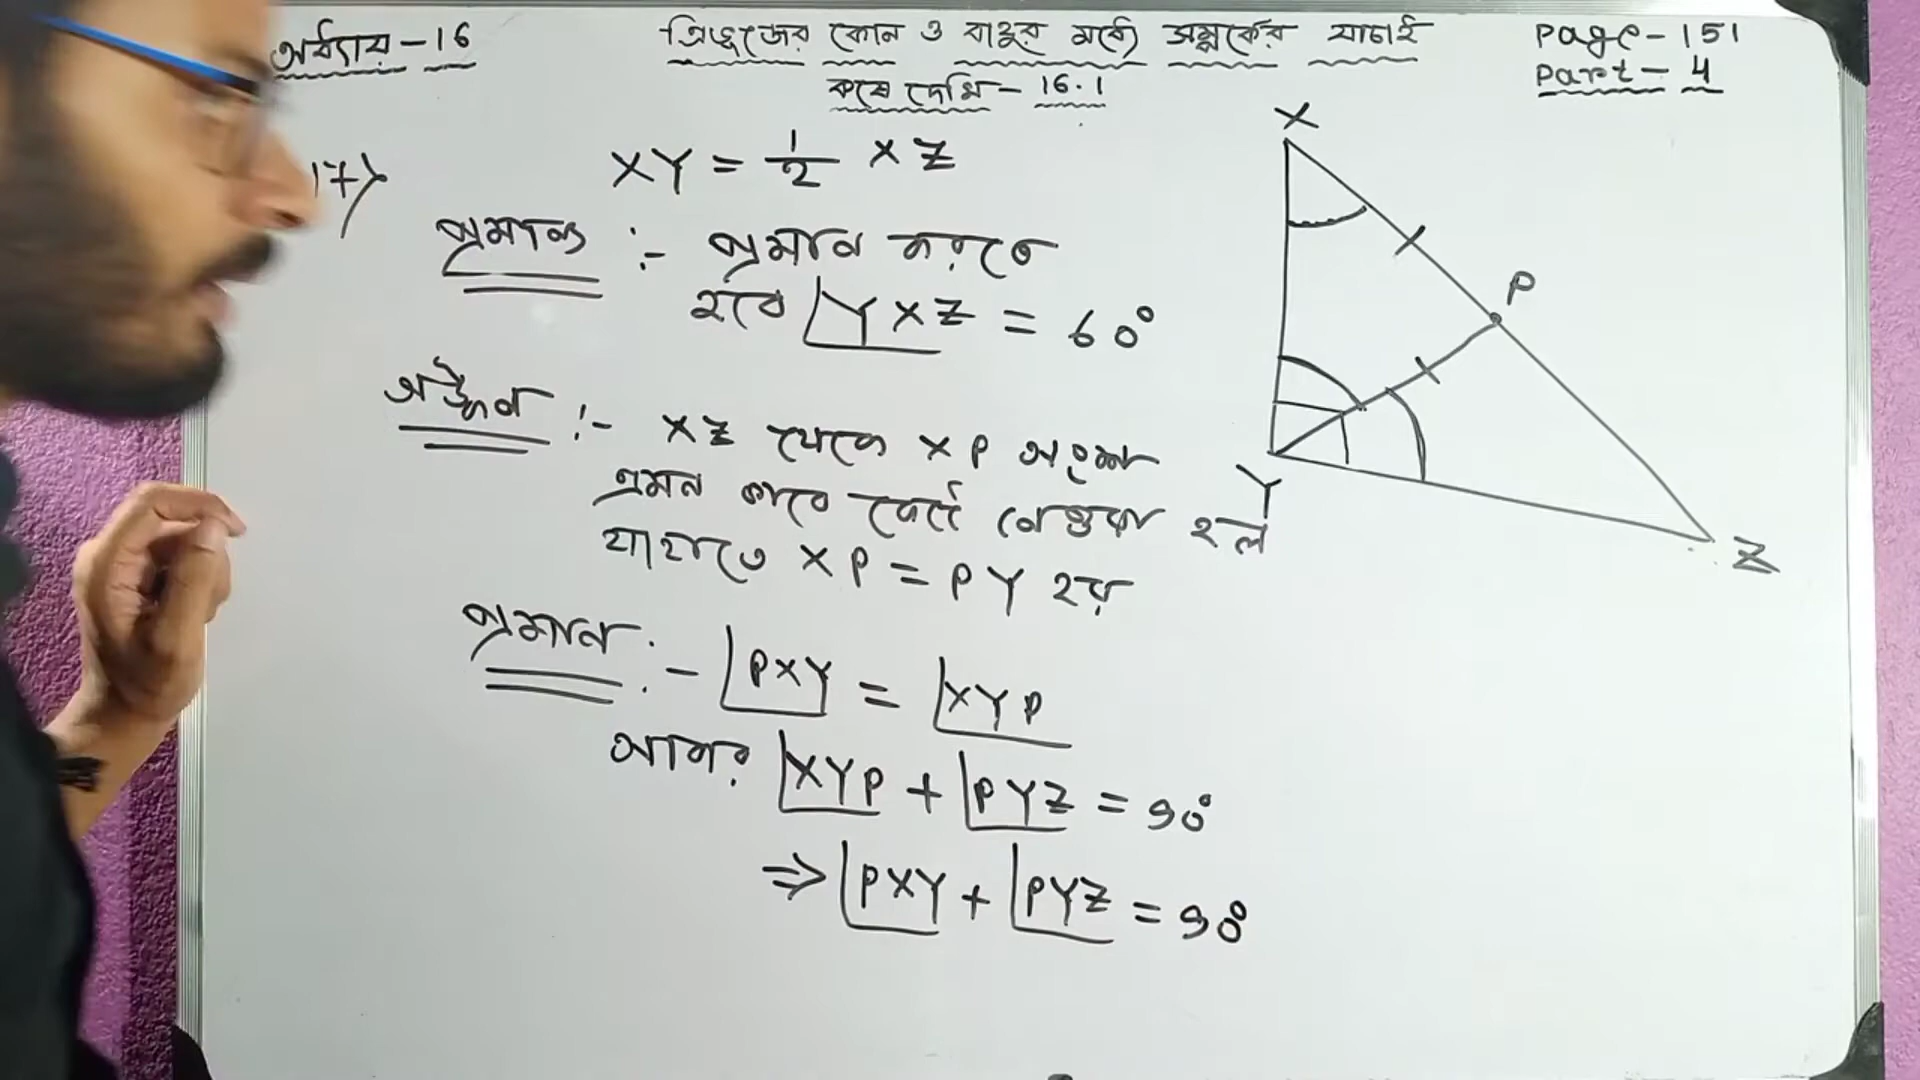 অধ্যায় - 16
ত্রিভুজের কোন ও বাহুর মধ্যে সম্পর্কের যাচাই
কষে দেখি - 16.1
Page - 151
Part - 4
17)
XY = 1/2 XZ
প্রমান্য :- প্রমান করতে
হবে ∠YXZ = 60°
অঙ্কন :- XZ থেকে XP অংশ
এমন ভাবে কেটে নেওয়া হল
যাহাতে XP = PY হয়
প্রমান :- ∠PXY = ∠XYP
আবার ∠XYP + ∠PYZ = 90°
⇒ ∠PXY + ∠PYZ = 90°
X
P
Y
Z